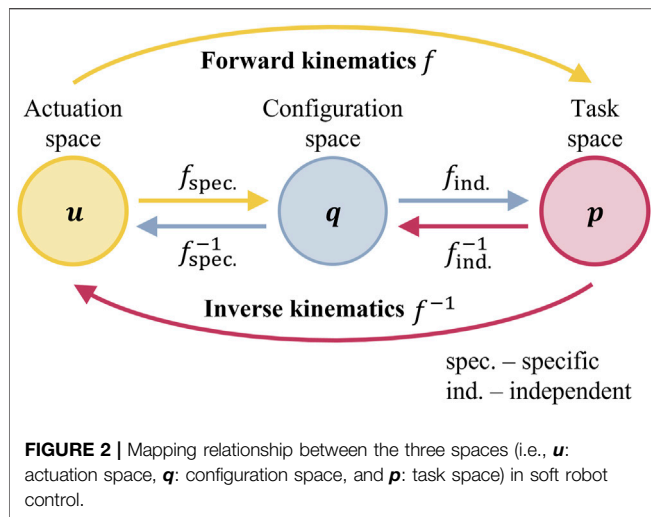 Forward kinematics f
Actuation space
Configuration space
Task space
u
f_spec.
f_spec.^-1
q
f_ind.
f_ind.^-1
p
Inverse kinematics f^-1
spec. – specific
ind. – independent
FIGURE 2 | Mapping relationship between the three spaces (i.e., u:
actuation space, q: configuration space, and p: task space) in soft robot
control.